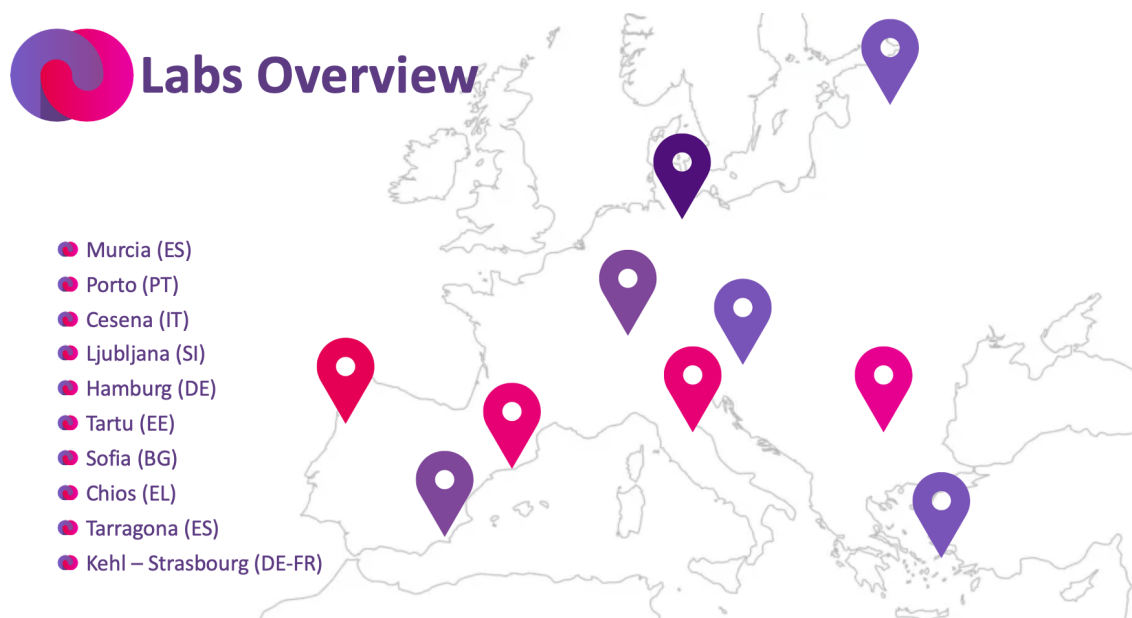 Labs Overview
Murcia (ES)
Porto (PT)
Cesena (IT)
Ljubljana (SI)
Hamburg (DE)
Tartu (EE)
Sofia (BG)
Chios (EL)
Tarragona (ES)
Kehl – Strasbourg (DE-FR)